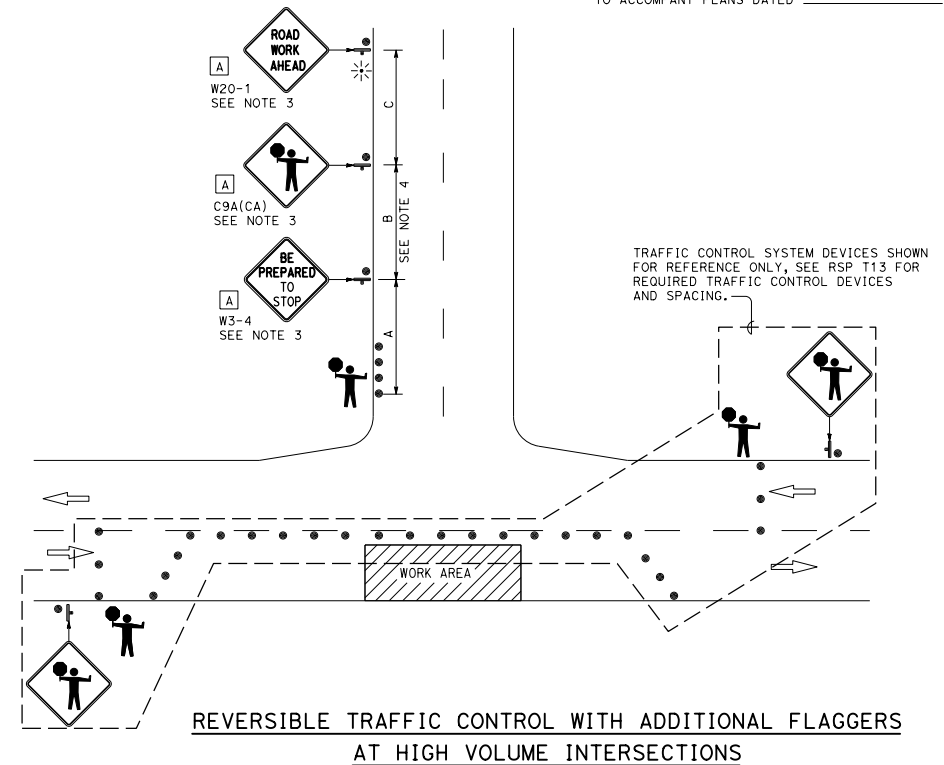 TO ACCOMPANY PLANS DATED
ROAD
WORK
AHEAD
A
W20-1
SEE NOTE 3
C
A
C9A(CA)
SEE NOTE 3
B
SEE NOTE 4
BE
PREPARED
TO
STOP
A
W3-4
SEE NOTE 3
A
TRAFFIC CONTROL SYSTEM DEVICES SHOWN
FOR REFERENCE ONLY, SEE RSP T13 FOR
REQUIRED TRAFFIC CONTROL DEVICES
AND SPACING.
WORK AREA
REVERSIBLE TRAFFIC CONTROL WITH ADDITIONAL FLAGGERS
AT HIGH VOLUME INTERSECTIONS